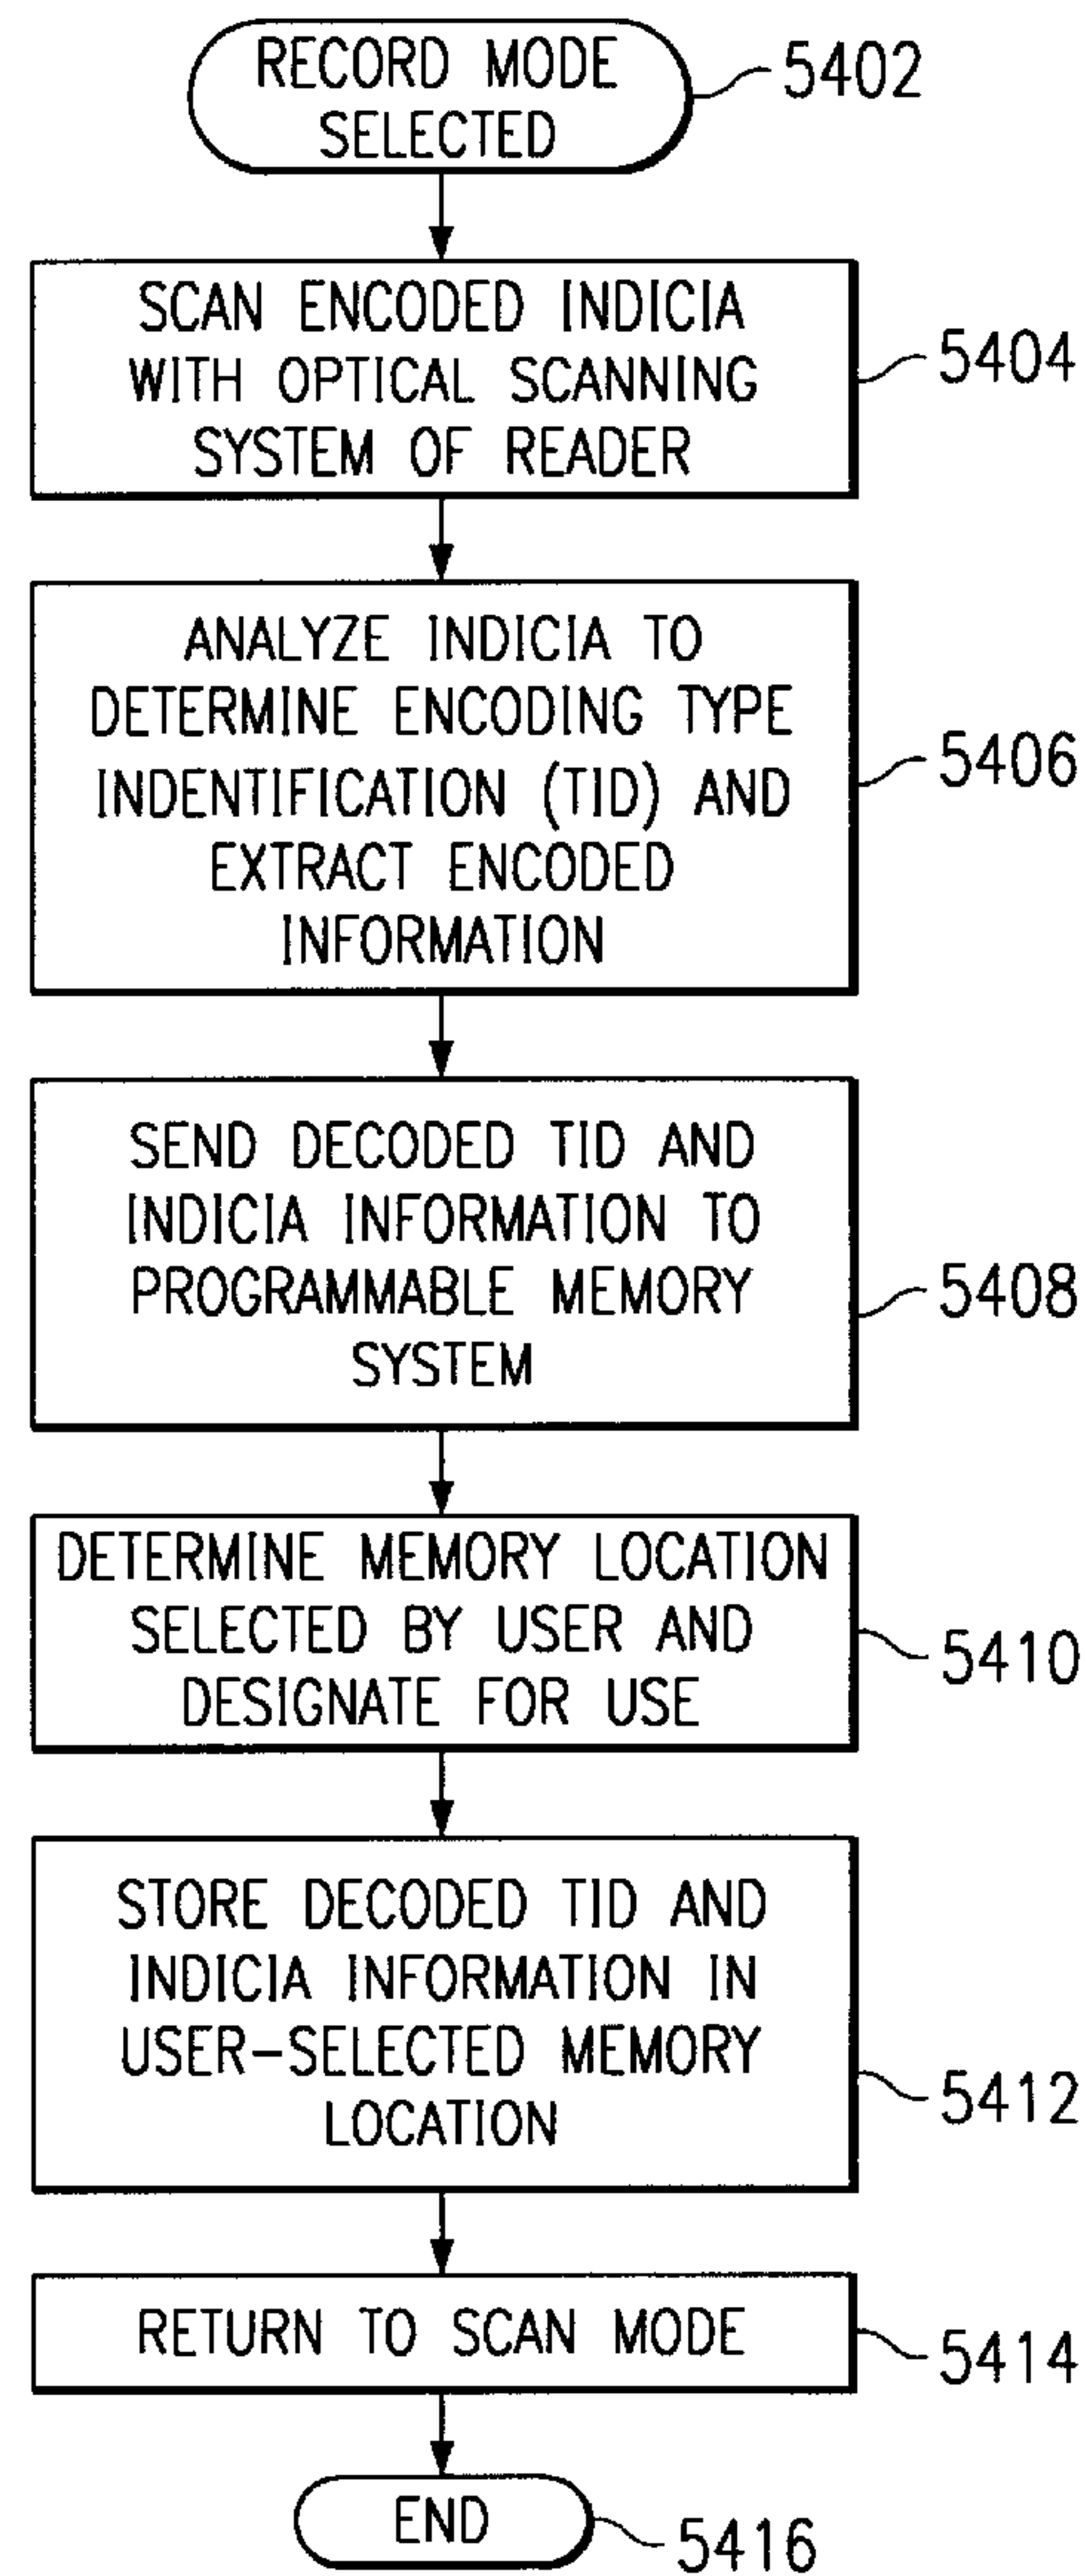 RECORD MODE
SELECTED
5402
SCAN ENCODED INDICIA
WITH OPTICAL SCANNING
SYSTEM OF READER
5404
ANALYZE INDICIA TO
DETERMINE ENCODING TYPE
INDENTIFICATION (TID) AND
EXTRACT ENCODED
INFORMATION
5406
SEND DECODED TID AND
INDICIA INFORMATION TO
PROGRAMMABLE MEMORY
SYSTEM
5408
DETERMINE MEMORY LOCATION
SELECTED BY USER AND
DESIGNATE FOR USE
5410
STORE DECODED TID AND
INDICIA INFORMATION IN
USER-SELECTED MEMORY
LOCATION
5412
RETURN TO SCAN MODE
5414
END
5416